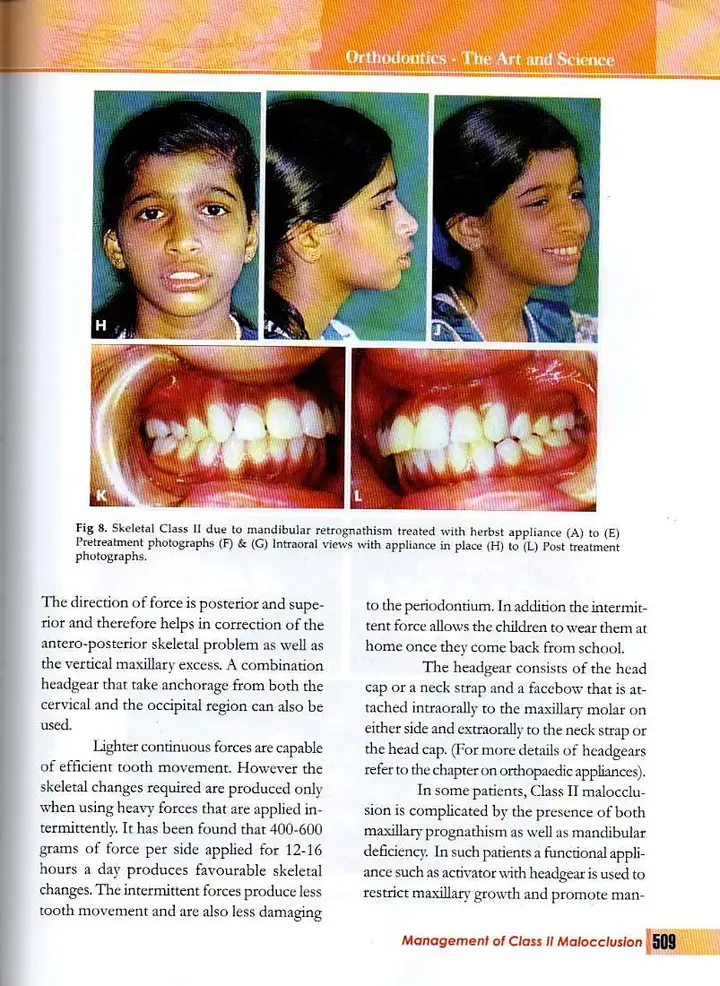 Orthodontics - The Art and Science
H
I
J
K
L
Fig 8. Skeletal Class II due to mandibular retrognathism treated with herbst appliance (A) to (E)
Pretreatment photographs (F) & (G) Intraoral views with appliance in place (H) to (L) Post treatment
photographs.
The direction of force is posterior and supe-
rior and therefore helps in correction of the
antero-posterior skeletal problem as well as
the vertical maxillary excess. A combination
headgear that take anchorage from both the
cervical and the occipital region can also be
used.
Lighter continuous forces are capable
of efficient tooth movement. However the
skeletal changes required are produced only
when using heavy forces that are applied in-
termittently. It has been found that 400-600
grams of force per side applied for 12-16
hours a day produces favourable skeletal
changes. The intermittent forces produce less
tooth movement and are also less damaging
to the periodontium. In addition the intermit-
tent force allows the children to wear them at
home once they come back from school.
The headgear consists of the head
cap or a neck strap and a facebow that is at-
tached intraorally to the maxillary molar on
either side and extraorally to the neck strap or
the head cap. (For more details of headgears
refer to the chapter on orthopaedic appliances).
In some patients, Class II malocclu-
sion is complicated by the presence of both
maxillary prognathism as well as mandibular
deficiency. In such patients a functional appli-
ance such as activator with headgear is used to
restrict maxillary growth and promote man-
Management of Class II Malocclusion 509